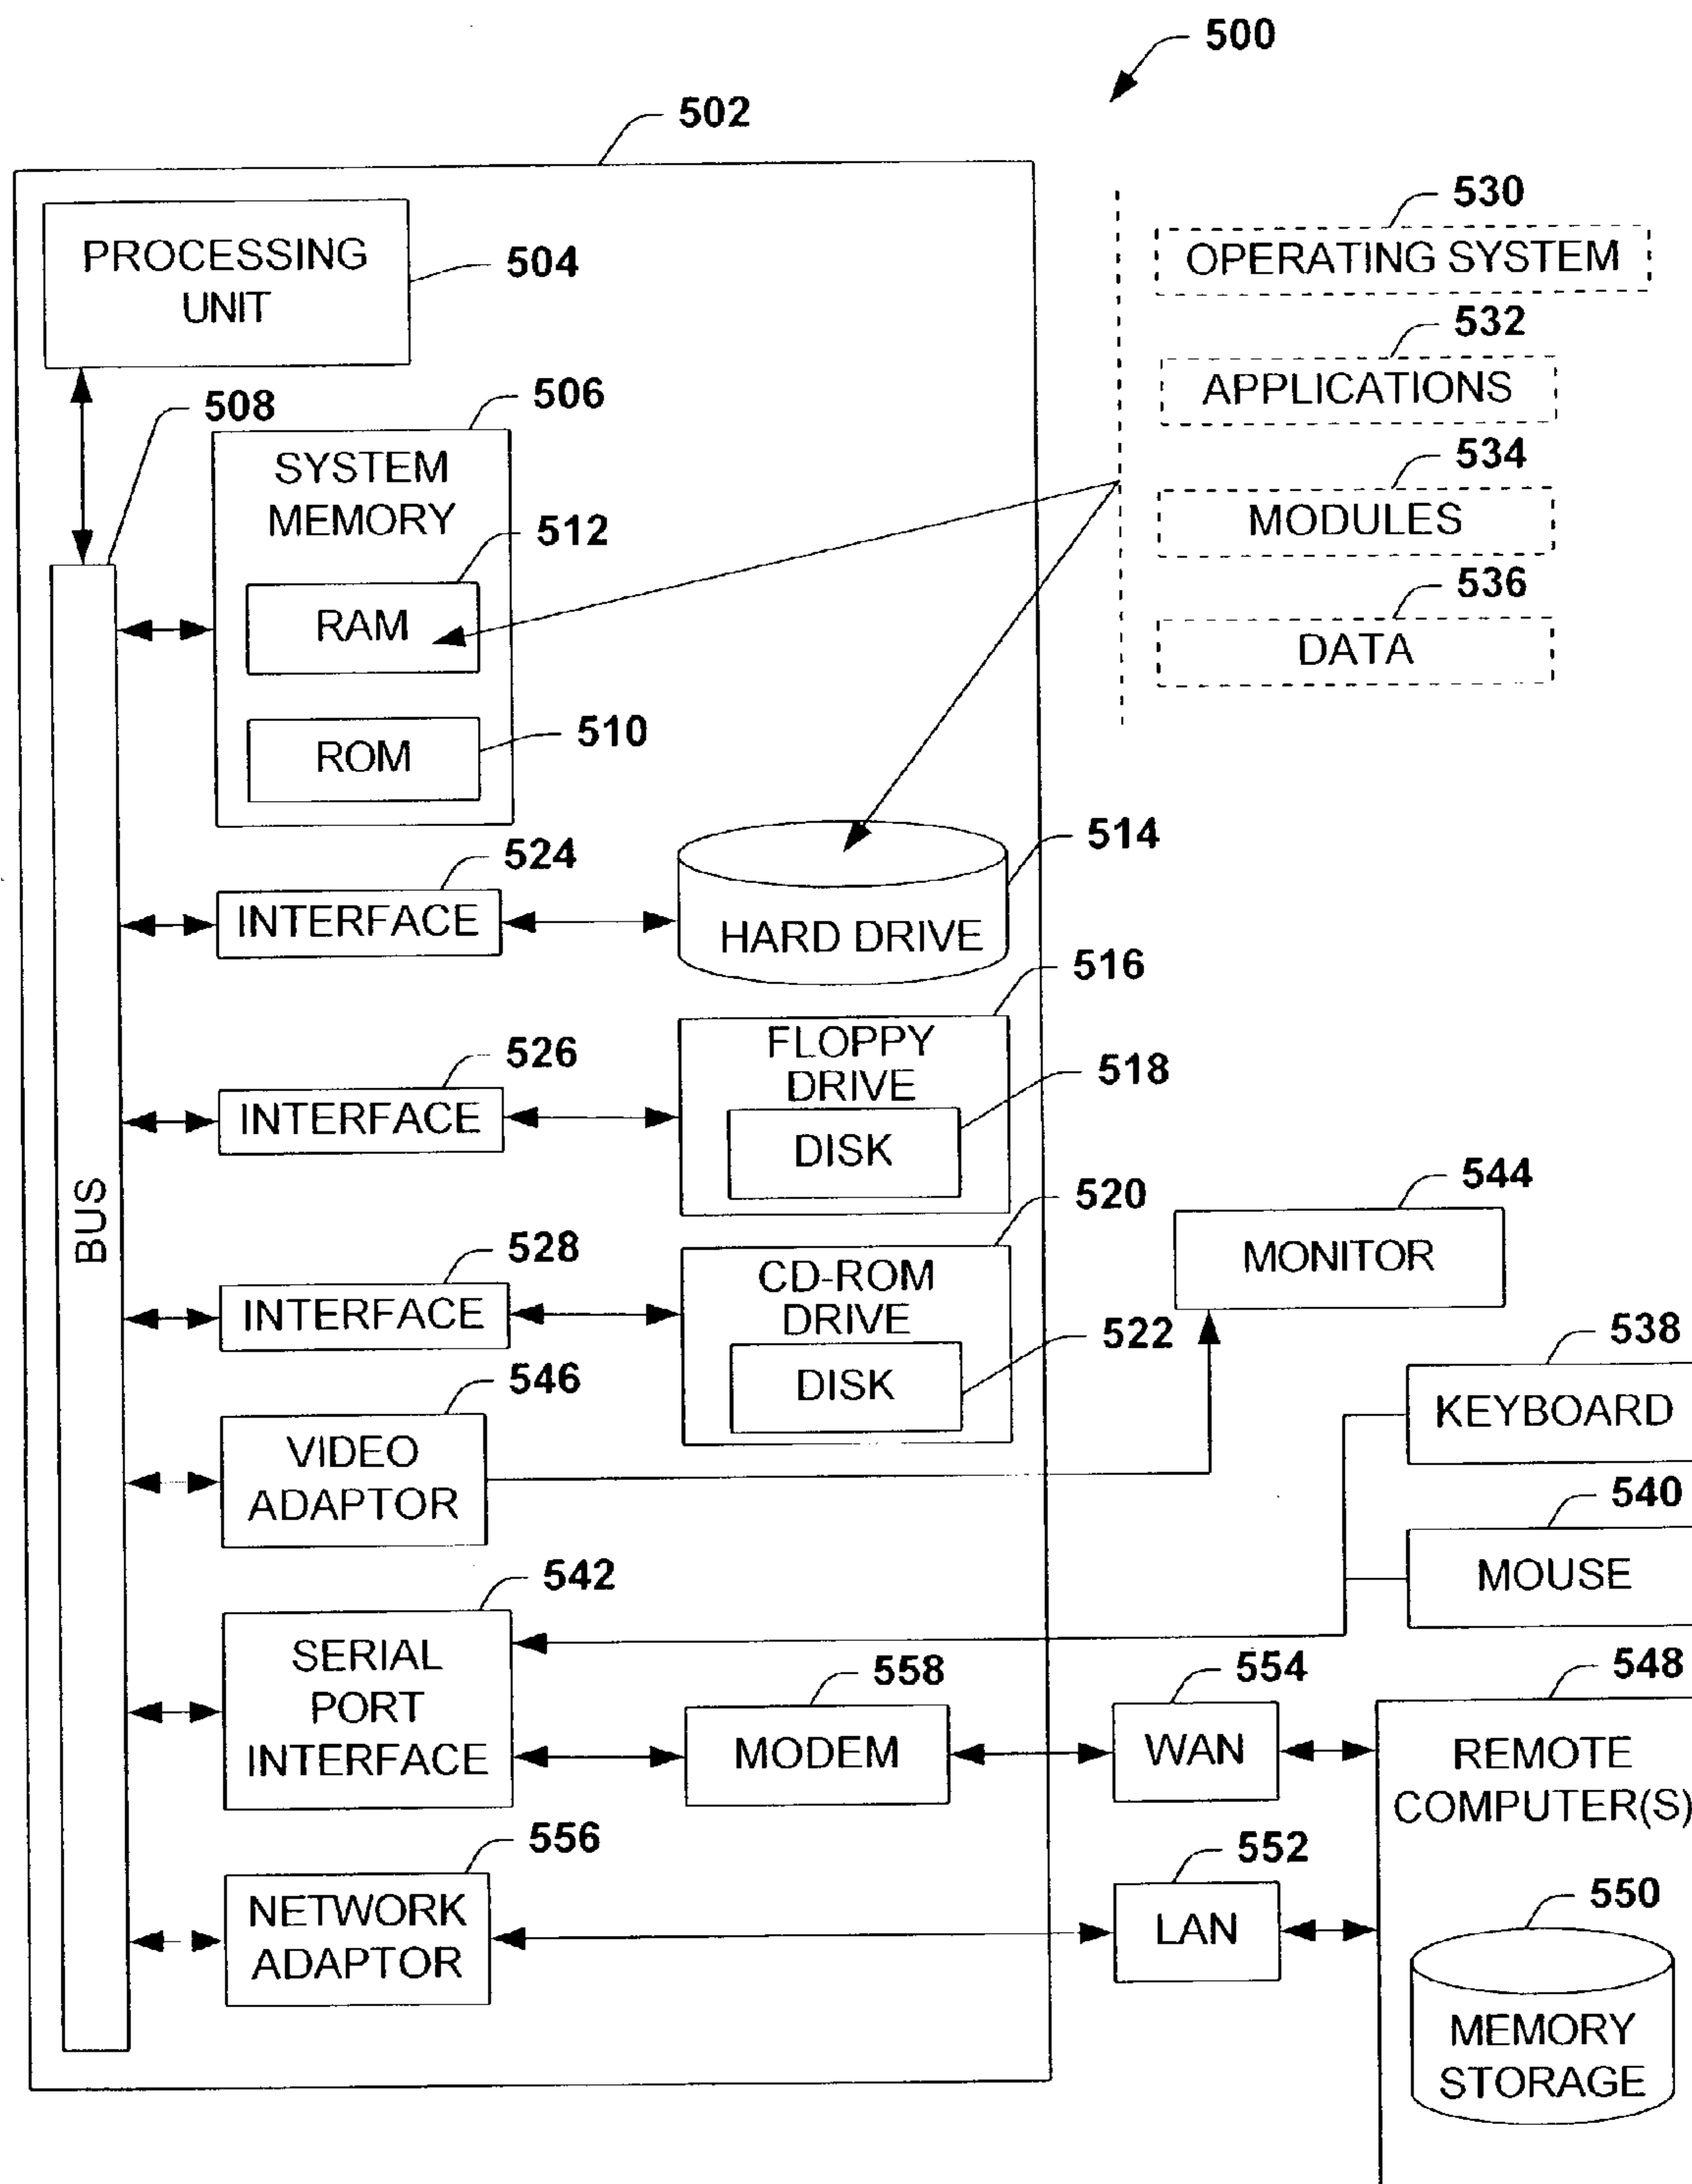 500
502
530
PROCESSING
UNIT
504
OPERATING SYSTEM
532
APPLICATIONS
508
506
SYSTEM
MEMORY
534
MODULES
512
RAM
536
DATA
510
ROM
514
HARD DRIVE
524
INTERFACE
516
FLOPPY
DRIVE
518
DISK
526
INTERFACE
BUS
520
CD-ROM
DRIVE
522
DISK
528
INTERFACE
544
MONITOR
538
KEYBOARD
546
VIDEO
ADAPTOR
540
MOUSE
542
SERIAL
PORT
INTERFACE
558
MODEM
554
WAN
548
REMOTE
COMPUTER(S)
556
NETWORK
ADAPTOR
552
LAN
550
MEMORY
STORAGE